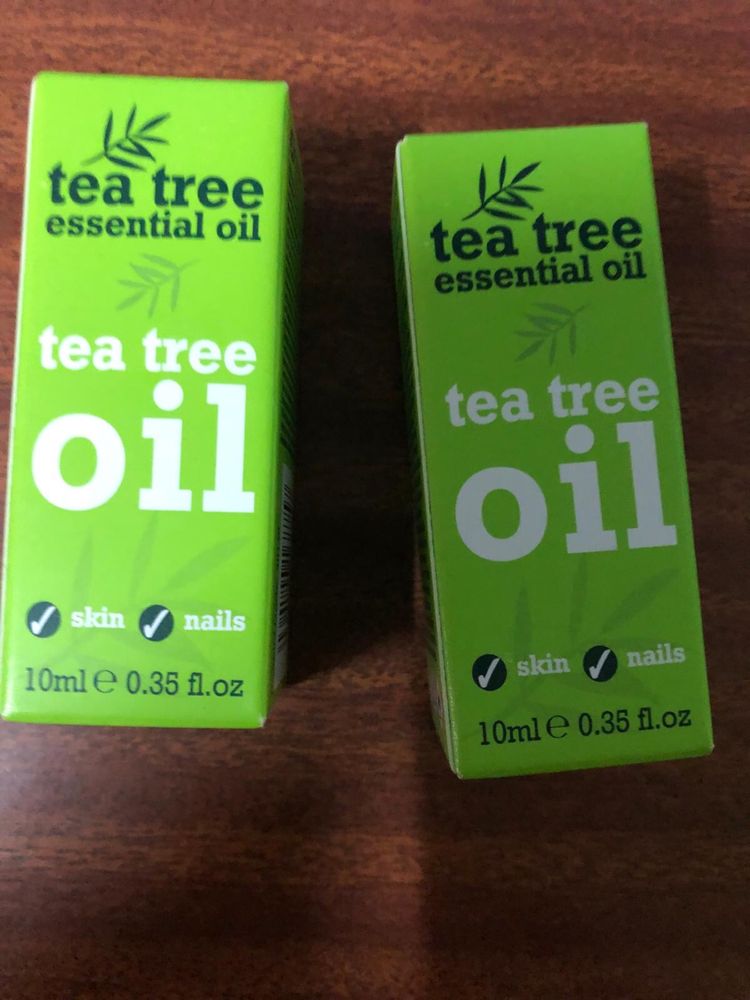 tea tree
essential oil
tea tree
oil
skin nails
10ml e 0.35 fl.oz
tea tree
essential oil
tea tree
oil
skin nails
10ml e 0.35 fl.oz